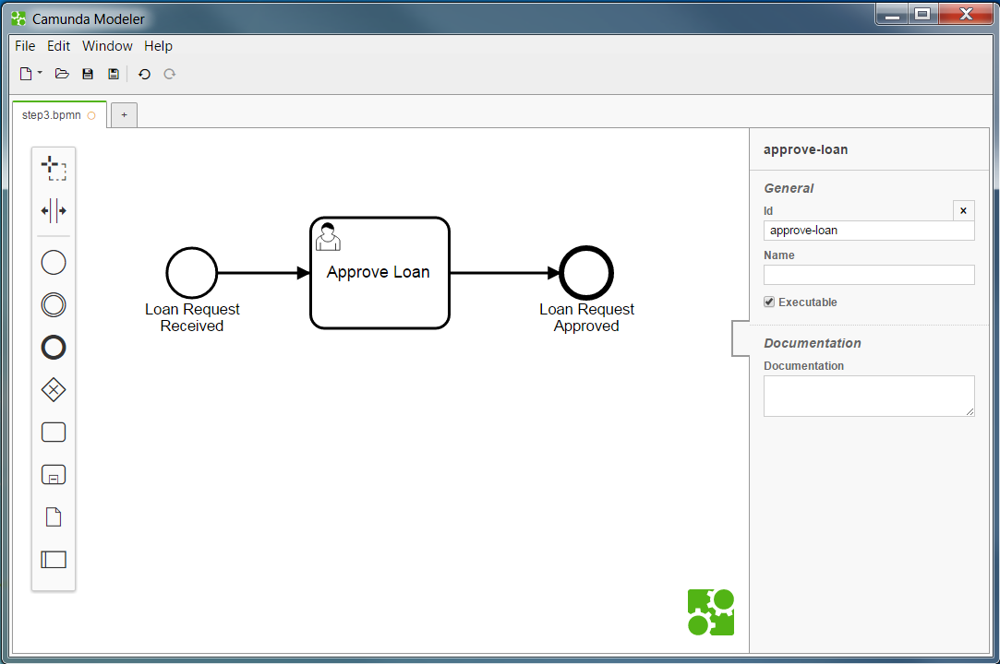 Camunda Modeler
File Edit Window Help
step3.bpmn
+
approve-loan
General
Id
×
approve-loan
Name
Executable
Documentation
Documentation
Approve Loan
Loan Request
Received
Loan Request
Approved